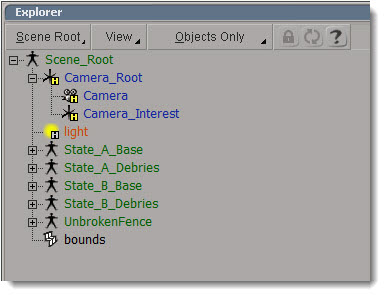 Explorer
Scene Root View Objects Only ?
Scene_Root
Camera_Root
Camera
Camera_Interest
light
State_A_Base
State_A_Debries
State_B_Base
State_B_Debries
UnbrokenFence
bounds